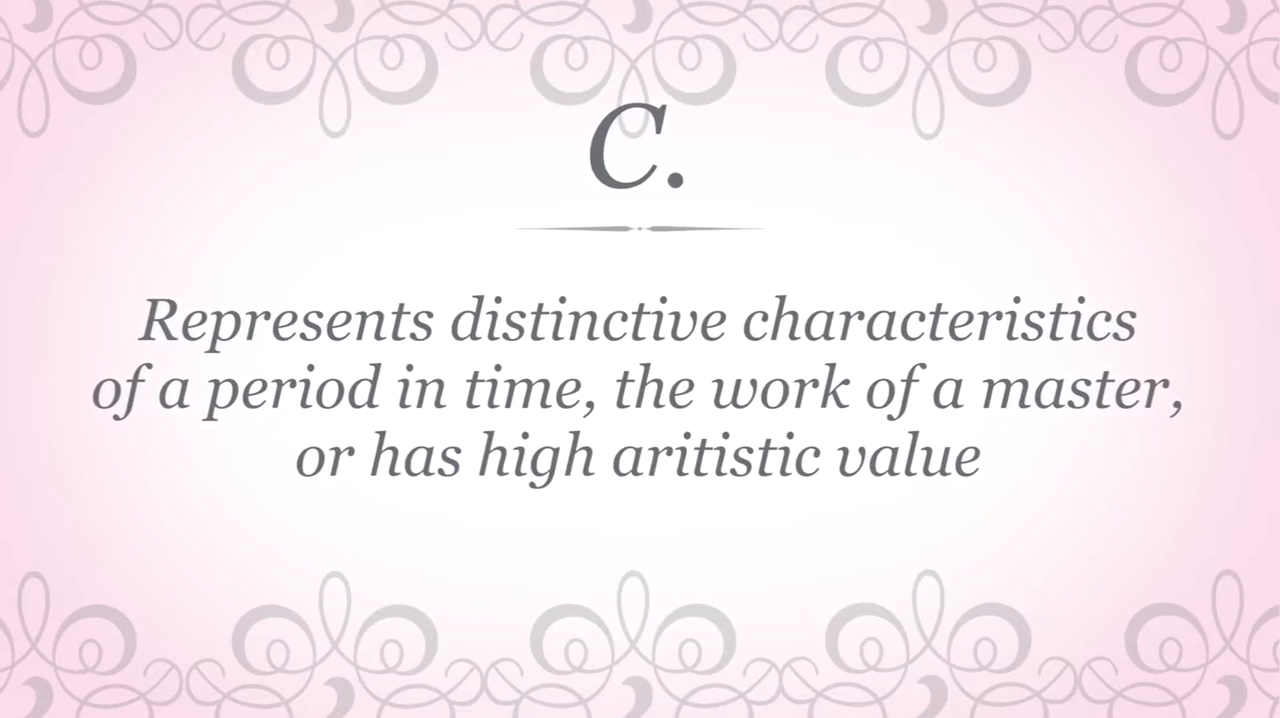 C.
Represents distinctive characteristics
of a period in time, the work of a master,
or has high aritistic value